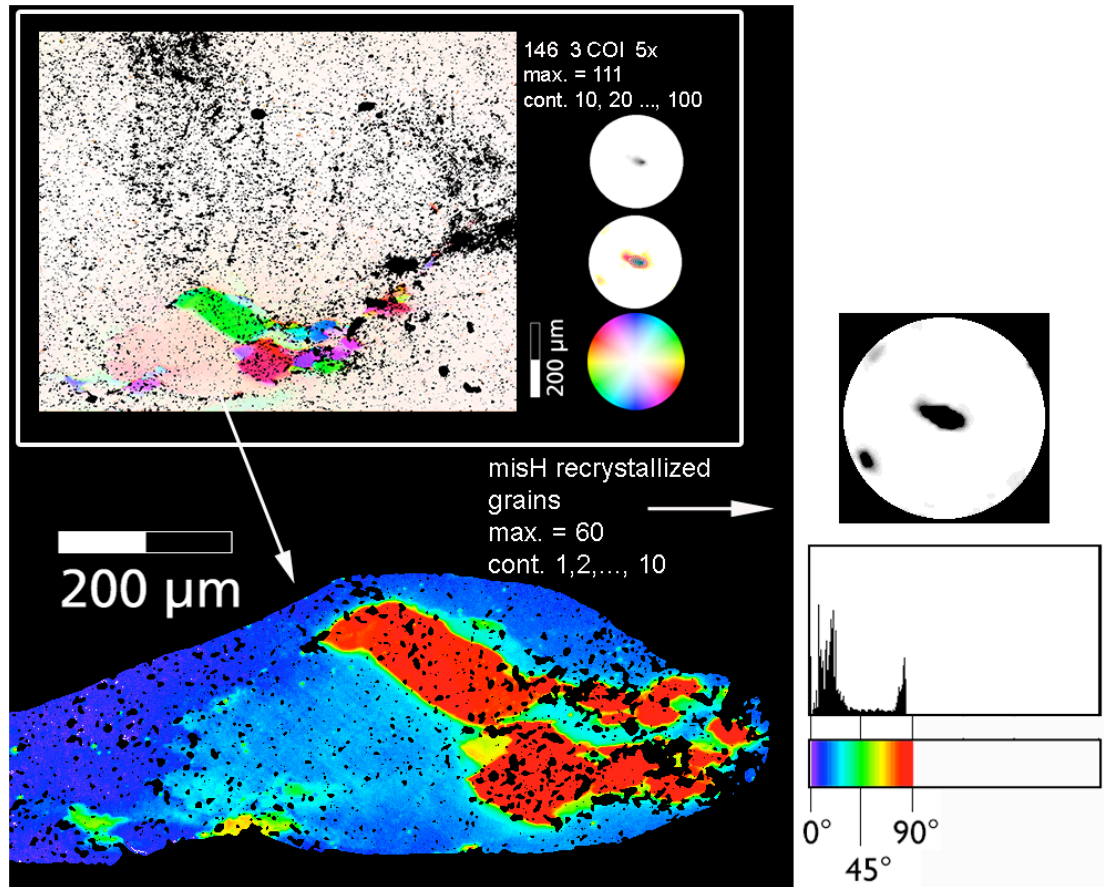 146 3 COI 5x
max. = 111
cont. 10, 20 ..., 100
200 µm
misH recrystallized
grains
max. = 60
cont. 1,2,..., 10
200 µm
1
0°
90°
45°